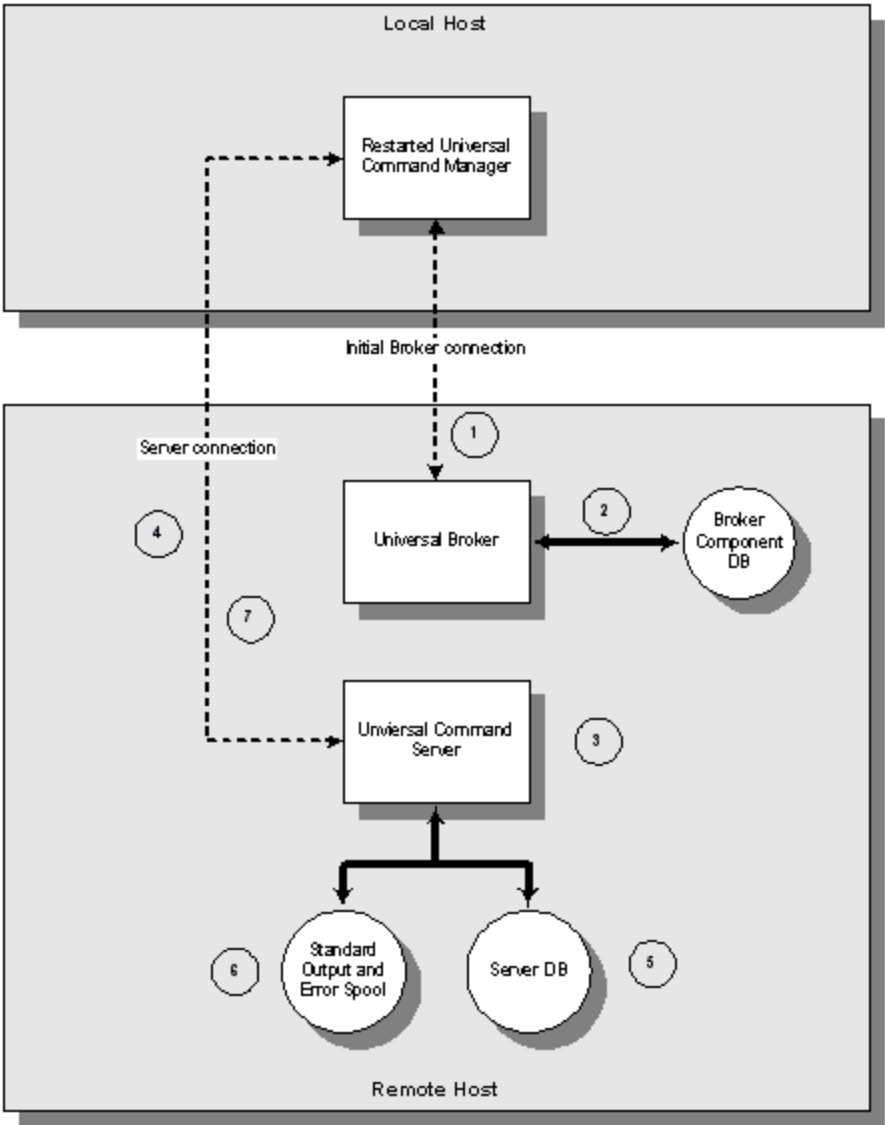 Local Host
Restarted Universal
Command Manager
Initial Broker connection
1
Server connection
2
Universal Broker
Broker
Component
DB
4
7
Unviersal Command
Server
3
Standard
Output and
Error Spool
6
Server DB
5
Remote Host